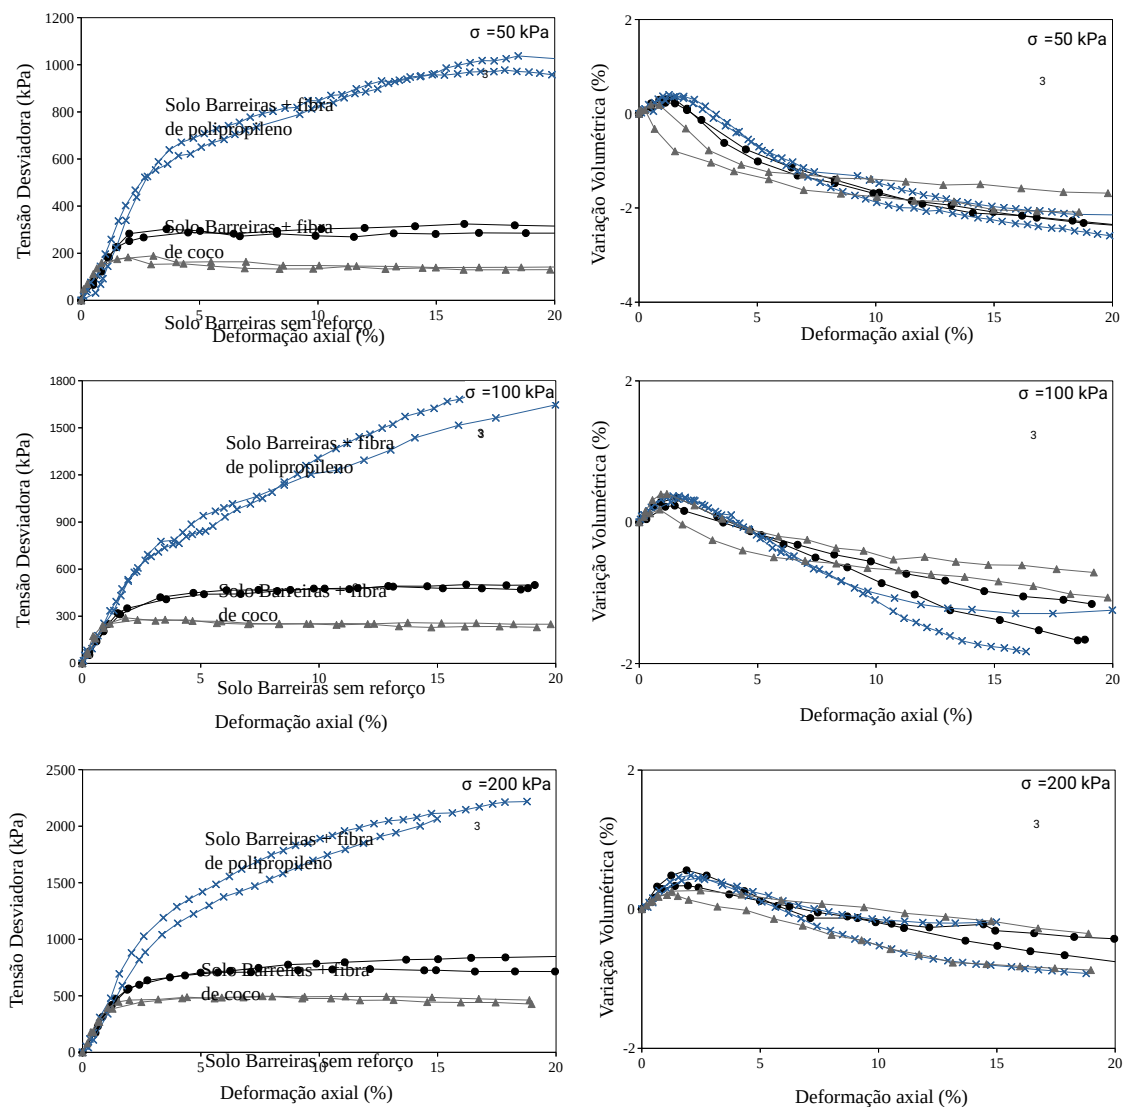 1200
1000
800
600
400
200
0
Tensão Desviadora (kPa)
σ =50 kPa
3
Solo Barreiras + fibra
de polipropileno
Solo Barreiras + fibra
de coco
Solo Barreiras sem reforço
0 5 10 15 20
Deformação axial (%)
2
0
-2
-4
Variação Volumétrica (%)
σ =50 kPa
3
0 5 10 15 20
Deformação axial (%)
1800
1500
1200
900
600
300
0
Tensão Desviadora (kPa)
σ =100 kPa
3
Solo Barreiras + fibra
de polipropileno
Solo Barreiras + fibra
de coco
0 5 10 15 20
Solo Barreiras sem reforço
Deformação axial (%)
2
0
-2
Variação Volumétrica (%)
σ =100 kPa
3
0 5 10 15 20
Deformação axial (%)
2500
2000
1500
1000
500
0
Tensão Desviadora (kPa)
σ =200 kPa
3
Solo Barreiras + fibra
de polipropileno
Solo Barreiras + fibra
de coco
Solo Barreiras sem reforço
0 5 10 15 20
Deformação axial (%)
2
0
-2
Variação Volumétrica (%)
σ =200 kPa
3
0 5 10 15 20
Deformação axial (%)